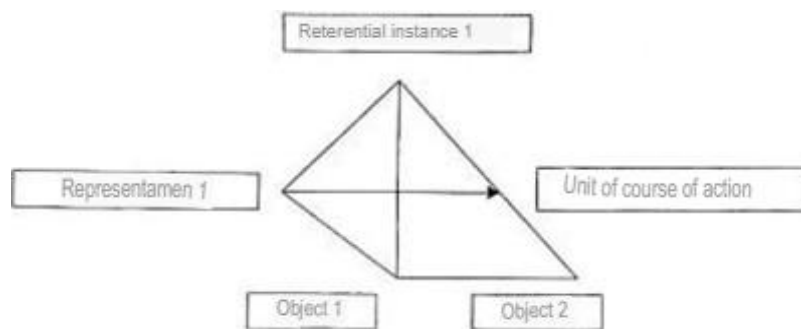 Reterential instance 1
Representamen 1
Unit of course of action
Object 1
Object 2